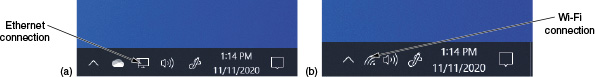 Ethernet
connection
1:14 PM
11/11/2020
(a)
Wi-Fi
connection
1:14 PM
11/11/2020
(b)